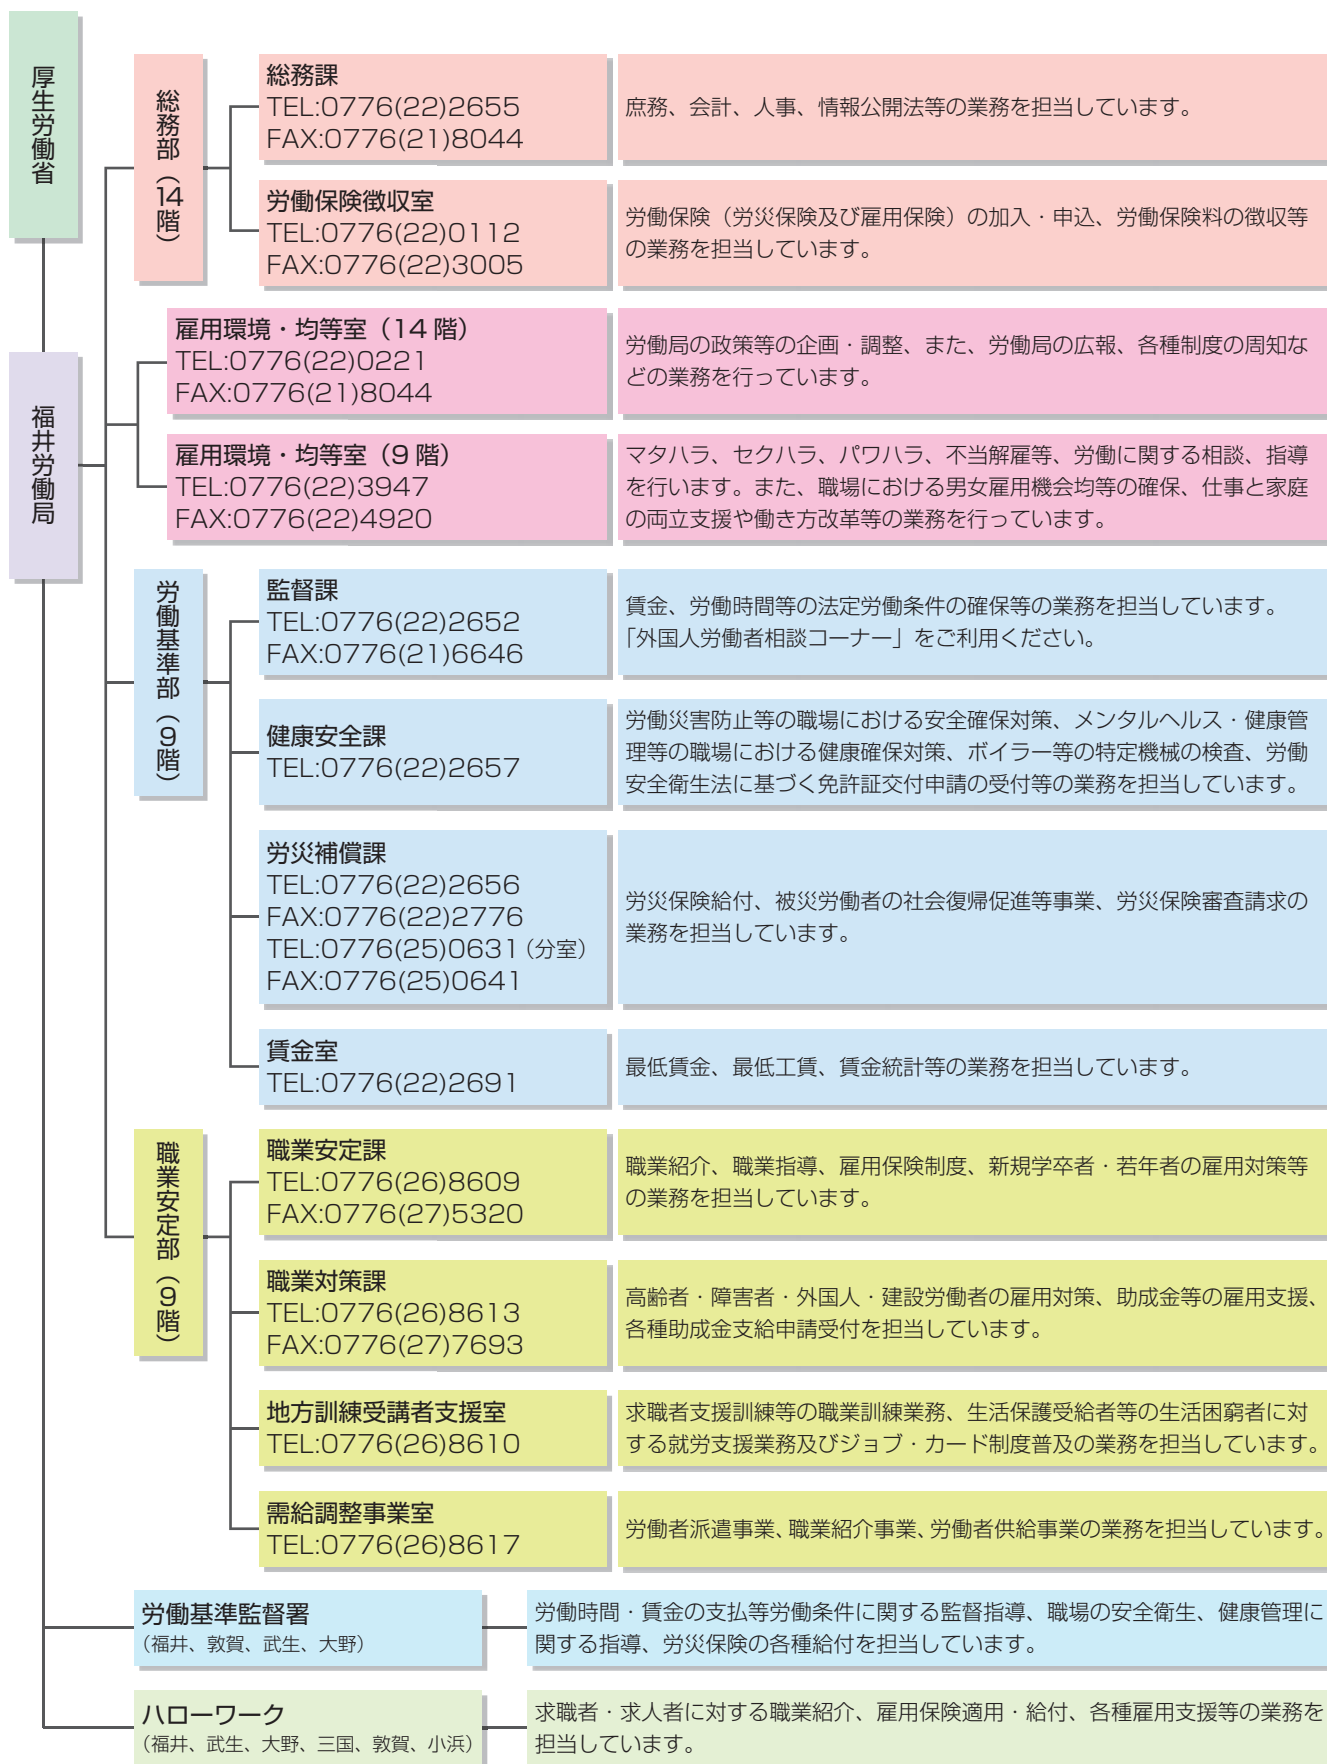 厚生労働省
福井労働局
総務部（14階）
総務課
TEL:0776(22)2655
FAX:0776(21)8044
庶務、会計、人事、情報公開法等の業務を担当しています。
労働保険徴収室
TEL:0776(22)0112
FAX:0776(22)3005
労働保険（労災保険及び雇用保険）の加入・申込、労働保険料の徴収等
の業務を担当しています。
雇用環境・均等室（14 階）
TEL:0776(22)0221
FAX:0776(21)8044
労働局の政策等の企画・調整、また、労働局の広報、各種制度の周知な
どの業務を行っています。
雇用環境・均等室（9 階）
TEL:0776(22)3947
FAX:0776(22)4920
マタハラ、セクハラ、パワハラ、不当解雇等、労働に関する相談、指導
を行います。また、職場における男女雇用機会均等の確保、仕事と家庭
の両立支援や働き方改革等の業務を行っています。
労働基準部（9階）
監督課
TEL:0776(22)2652
FAX:0776(21)6646
賃金、労働時間等の法定労働条件の確保等の業務を担当しています。
「外国人労働者相談コーナー」をご利用ください。
健康安全課
TEL:0776(22)2657
労働災害防止等の職場における安全確保対策、メンタルヘルス・健康管
理等の職場における健康確保対策、ボイラー等の特定機械の検査、労働
安全衛生法に基づく免許証交付申請の受付等の業務を担当しています。
労災補償課
TEL:0776(22)2656
FAX:0776(22)2776
TEL:0776(25)0631（分室）
FAX:0776(25)0641
労災保険給付、被災労働者の社会復帰促進等事業、労災保険審査請求の
業務を担当しています。
賃金室
TEL:0776(22)2691
最低賃金、最低工賃、賃金統計等の業務を担当しています。
職業安定部（9階）
職業安定課
TEL:0776(26)8609
FAX:0776(27)5320
職業紹介、職業指導、雇用保険制度、新規学卒者・若年者の雇用対策等
の業務を担当しています。
職業対策課
TEL:0776(26)8613
FAX:0776(27)7693
高齢者・障害者・外国人・建設労働者の雇用対策、助成金等の雇用支援、
各種助成金支給申請受付を担当しています。
地方訓練受講者支援室
TEL:0776(26)8610
求職者支援訓練等の職業訓練業務、生活保護受給者等の生活困窮者に対
する就労支援業務及びジョブ・カード制度普及の業務を担当しています。
需給調整事業室
TEL:0776(26)8617
労働者派遣事業、職業紹介事業、労働者供給事業の業務を担当しています。
労働基準監督署
（福井、敦賀、武生、大野）
労働時間・賃金の支払等労働条件に関する監督指導、職場の安全衛生、健康管理に
関する指導、労災保険の各種給付を担当しています。
ハローワーク
（福井、武生、大野、三国、敦賀、小浜）
求職者・求人者に対する職業紹介、雇用保険適用・給付、各種雇用支援等の業務を
担当しています。